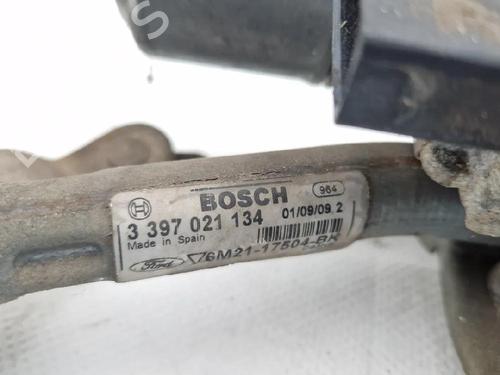 BOSCH 964
3 397 021 134 01/09/09 2
Made in Spain
Ford 6M21-17504-BK